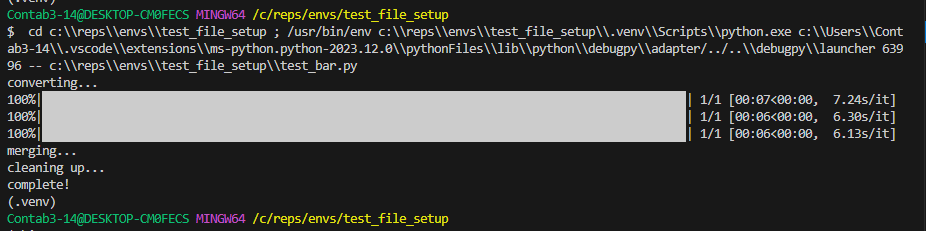 (.venv)
Contab3-14@DESKTOP-CM0FECS MINGW64 /c/reps/envs/test_file_setup
$  cd c:\\reps\\envs\\test_file_setup ; /usr/bin/env c:\\reps\\envs\\test_file_setup\\.venv\\Scripts\\python.exe c:\\Users\\Cont
ab3-14\\.vscode\\extensions\\ms-python.python-2023.12.0\\pythonFiles\\lib\\python\\debugpy\\adapter/../..\\debugpy\\launcher 639
96 -- c:\\reps\\envs\\test_file_setup\\test_bar.py
converting...
100%| | 1/1 [00:07<00:00,  7.24s/it]
100%| | 1/1 [00:06<00:00,  6.30s/it]
100%| | 1/1 [00:06<00:00,  6.13s/it]
merging...
cleaning up...
complete!
(.venv)
Contab3-14@DESKTOP-CM0FECS MINGW64 /c/reps/envs/test_file_setup